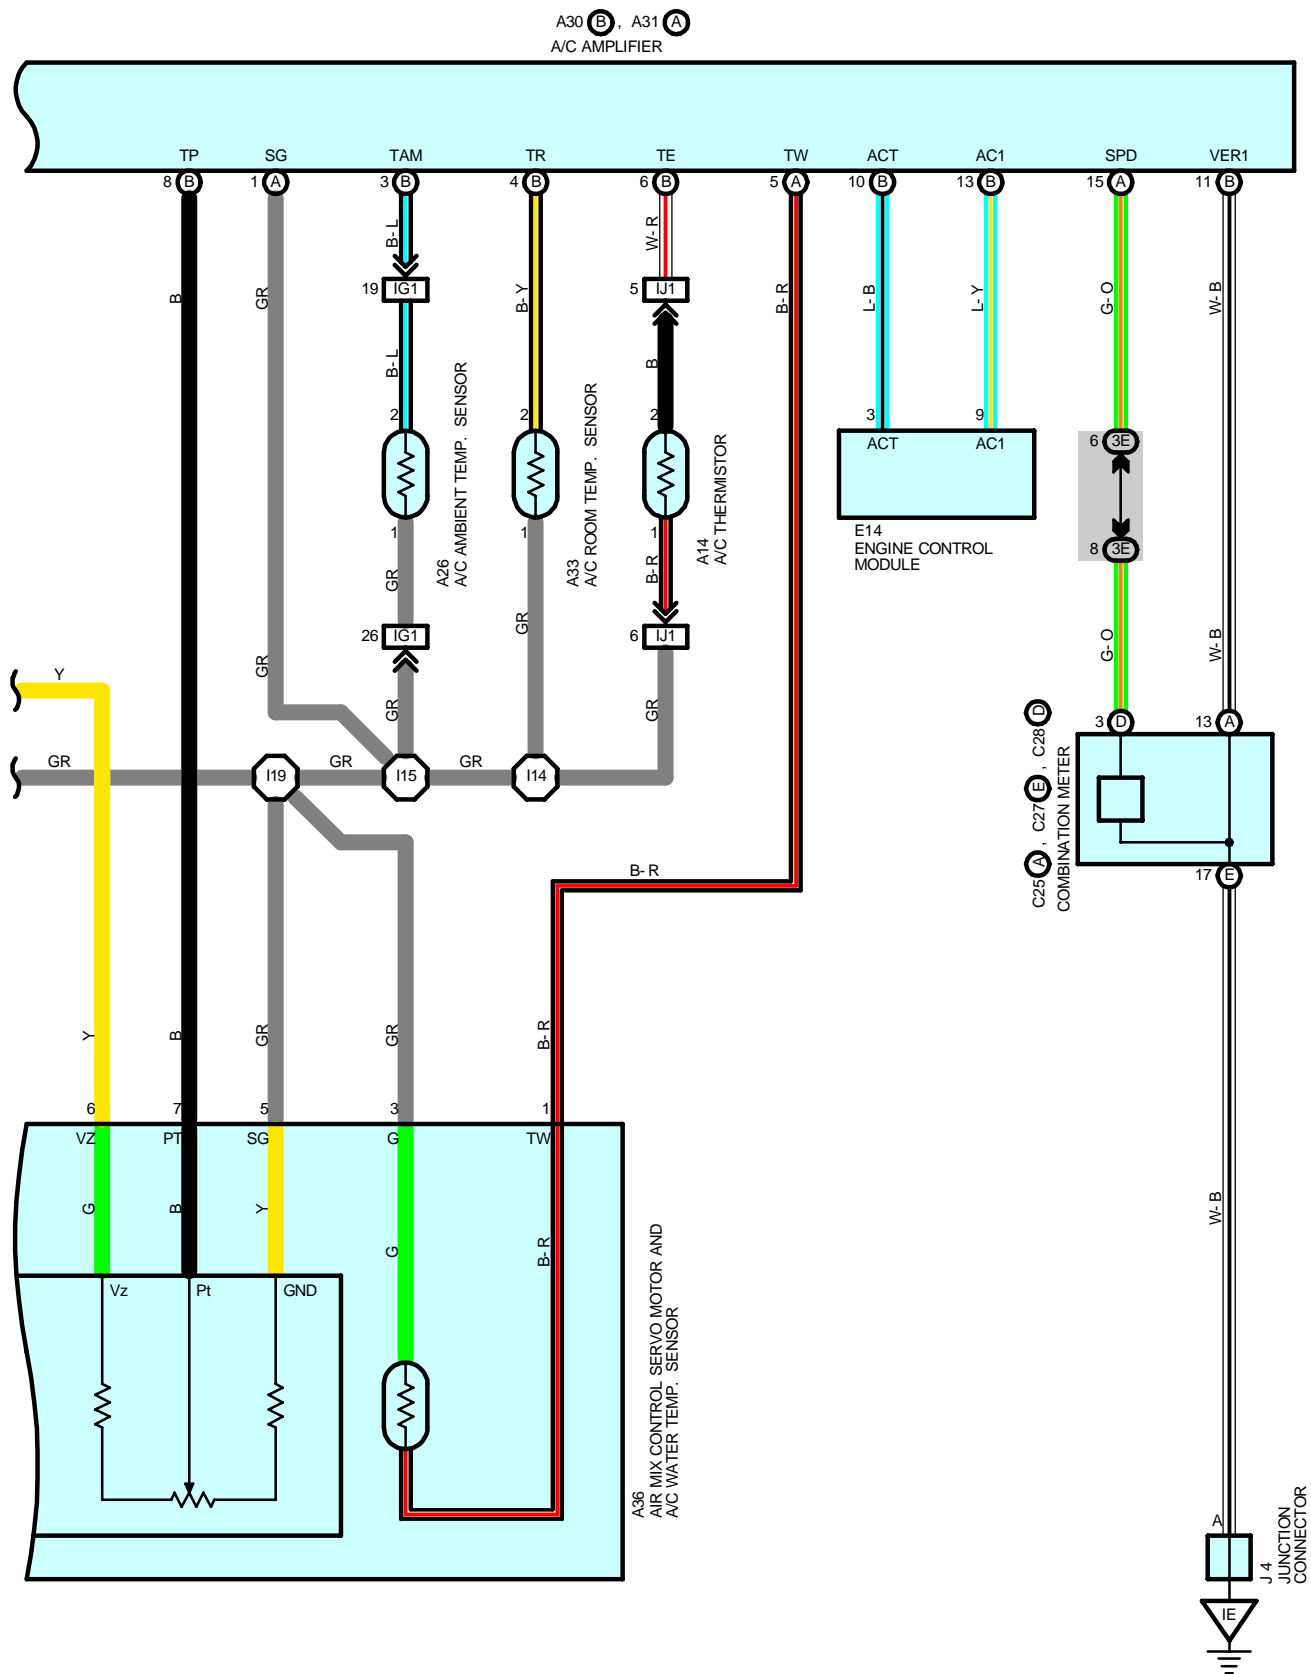 A30 B , A31 A
A/C AMPLIFIER
TP SG TAM TR TE TW ACT AC1 SPD VER1
8 B 1 A 3 B 4 B 6 B 5 A 10 B 13 B 15 A 11 B
B-L W-R
B GR 19 IG1 B-Y 5 IJ1 B-R L-B L-Y G-O W-B
B-L B
2 2 2 3 9
ACT AC1 6 3E
A26
A/C AMBIENT TEMP. SENSOR
A33
A/C ROOM TEMP. SENSOR
A14
A/C THERMISTOR
1 1 1
E14
ENGINE CONTROL
MODULE
8 3E
GR B-R
26 IG1 GR 6 IJ1 G-O W-B
Y GR GR GR
3 D 13 A
GR I19 GR I15 GR I14
C25 A , C27 E , C28 D
COMBINATION METER
B-R 17 E
Y B GR GR B-R
6 7 5 3 1
VZ PT SG G TW
G B Y G B-R W-B
Vz Pt GND
A36
AIR MIX CONTROL SERVO MOTOR AND
A/C WATER TEMP. SENSOR
A
J 4
JUNCTION
CONNECTOR
IE